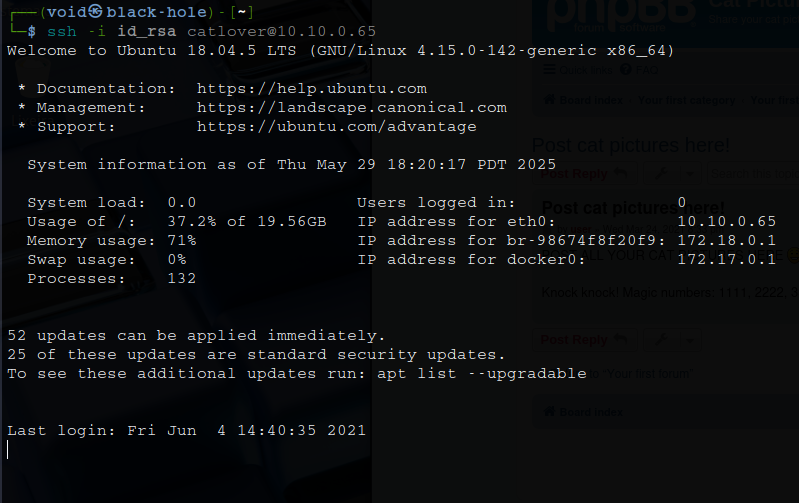 ┌──(void㉿black-hole)-[~]
└─$ ssh -i id_rsa catlover@10.10.0.65
Welcome to Ubuntu 18.04.5 LTS (GNU/Linux 4.15.0-142-generic x86_64)
* Documentation:  https://help.ubuntu.com
* Management:     https://landscape.canonical.com
* Support:        https://ubuntu.com/advantage
System information as of Thu May 29 18:20:17 PDT 2025
System load:  0.0                Users logged in:                0
Usage of /:   37.2% of 19.56GB   IP address for eth0:            10.10.0.65
Memory usage: 71%                IP address for br-98674f8f20f9: 172.18.0.1
Swap usage:   0%                 IP address for docker0:         172.17.0.1
Processes:    132
52 updates can be applied immediately.
25 of these updates are standard security updates.
To see these additional updates run: apt list --upgradable
Last login: Fri Jun  4 14:40:35 2021
phpBB
Quick links FAQ
Board index Your first category Your first
Post cat pictures here!
Post Reply
Post cat pictures here!
Knock knock! Magic numbers: 1111, 2222, 3
Post Reply
to "Your first forum"
Board index